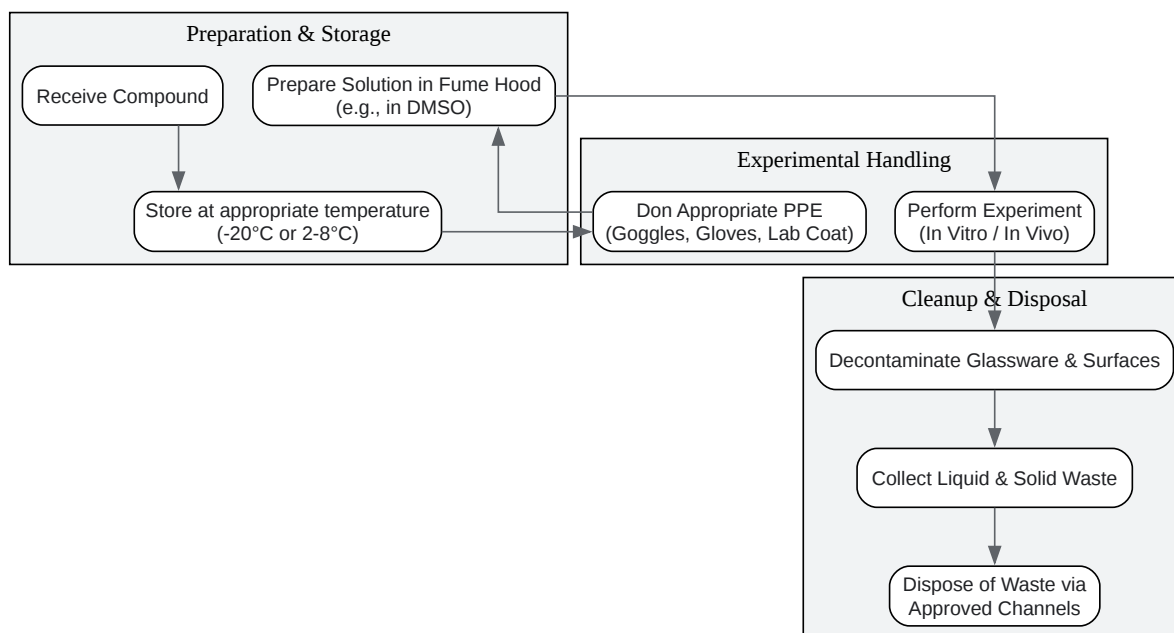 Preparation & Storage
Receive Compound
Prepare Solution in Fume Hood
(e.g., in DMSO)
Store at appropriate temperature
(-20°C or 2-8°C)
Experimental Handling
Don Appropriate PPE
(Goggles, Gloves, Lab Coat)
Perform Experiment
(In Vitro / In Vivo)
Cleanup & Disposal
Decontaminate Glassware & Surfaces
Collect Liquid & Solid Waste
Dispose of Waste via
Approved Channels